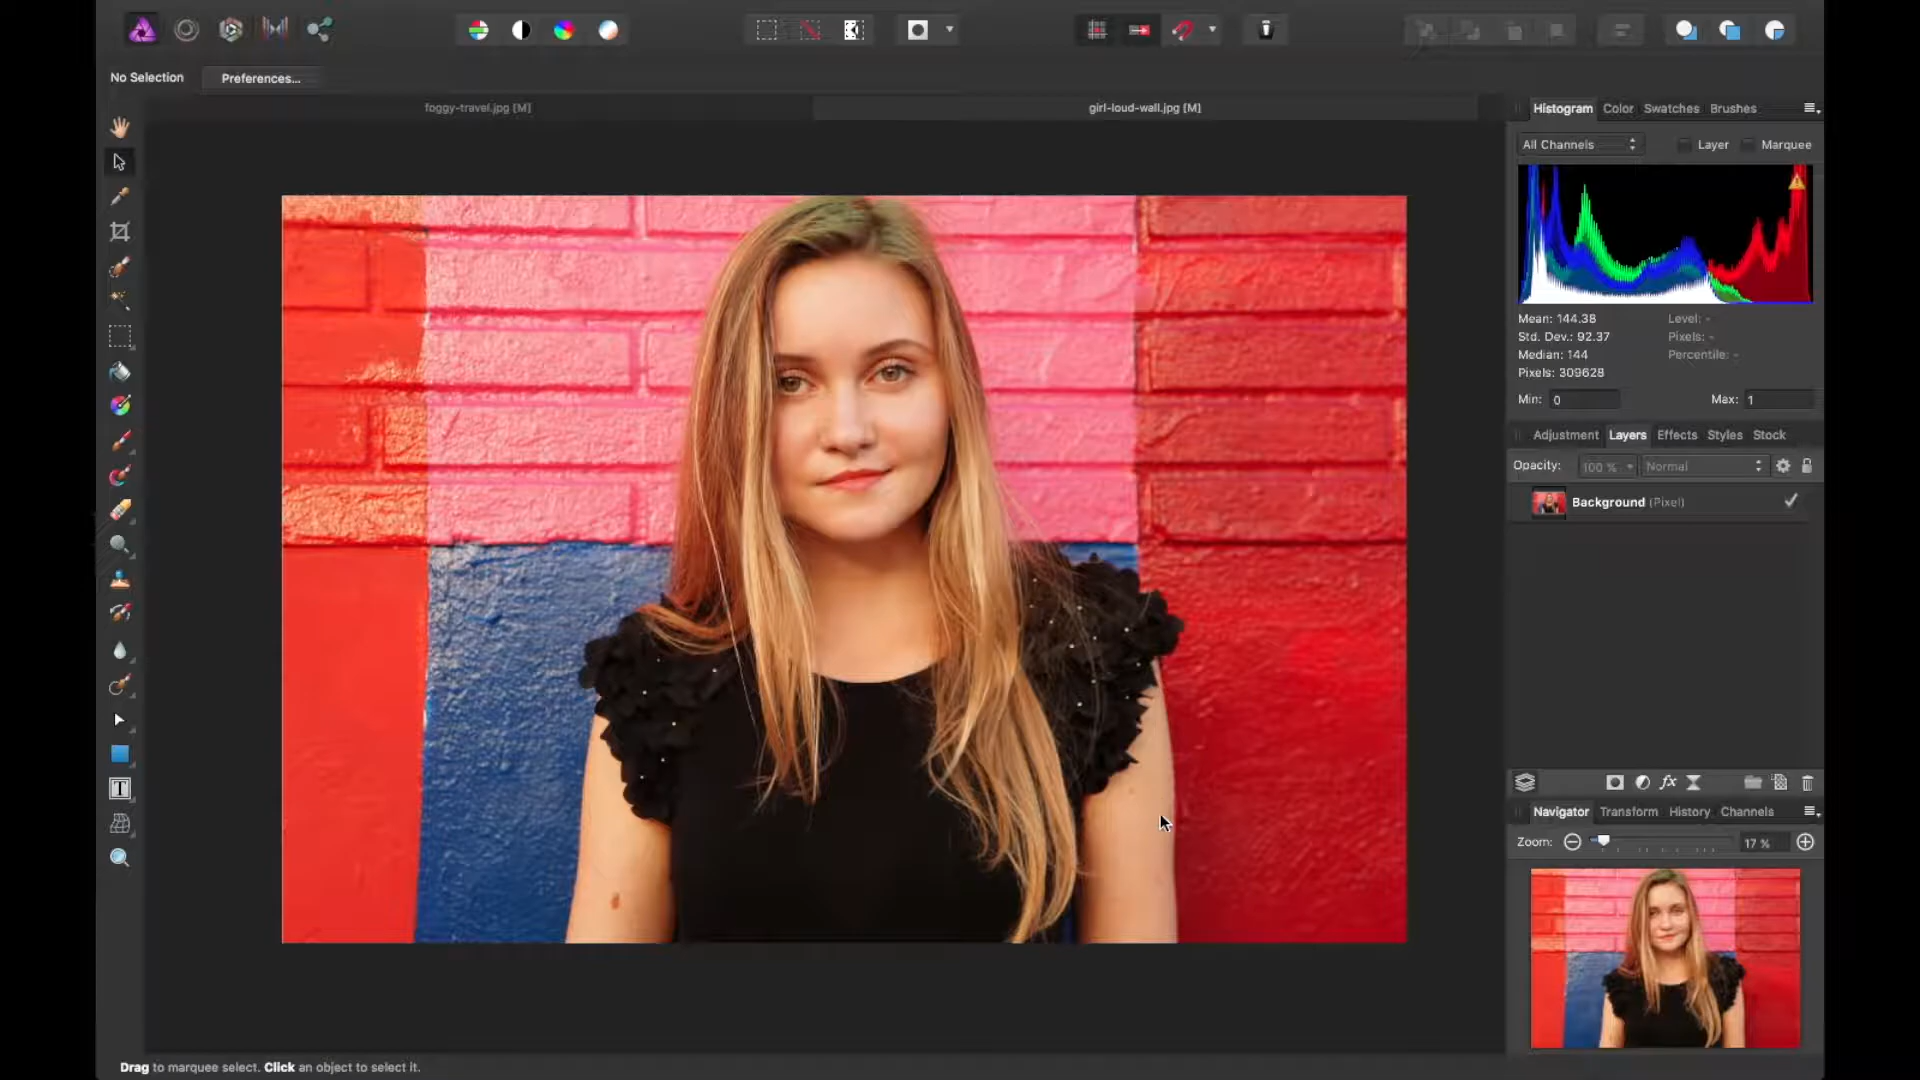 No Selection
Preferences...
foggy-travel.jpg [M]
girl-loud-wall.jpg [M]
Histogram
Color
Swatches
Brushes
All Channels
Layer
Marquee
Mean: 144.38
Level: -
Std. Dev.: 92.37
Pixels: -
Median: 144
Percentile: -
Pixels: 309628
Min: 0
Max: 1
Adjustment
Layers
Effects
Styles
Stock
Opacity:
100 %
Normal
Background (Pixel)
fx
Navigator
Transform
History
Channels
Zoom:
17 %
T
Drag to marquee select. Click an object to select it.